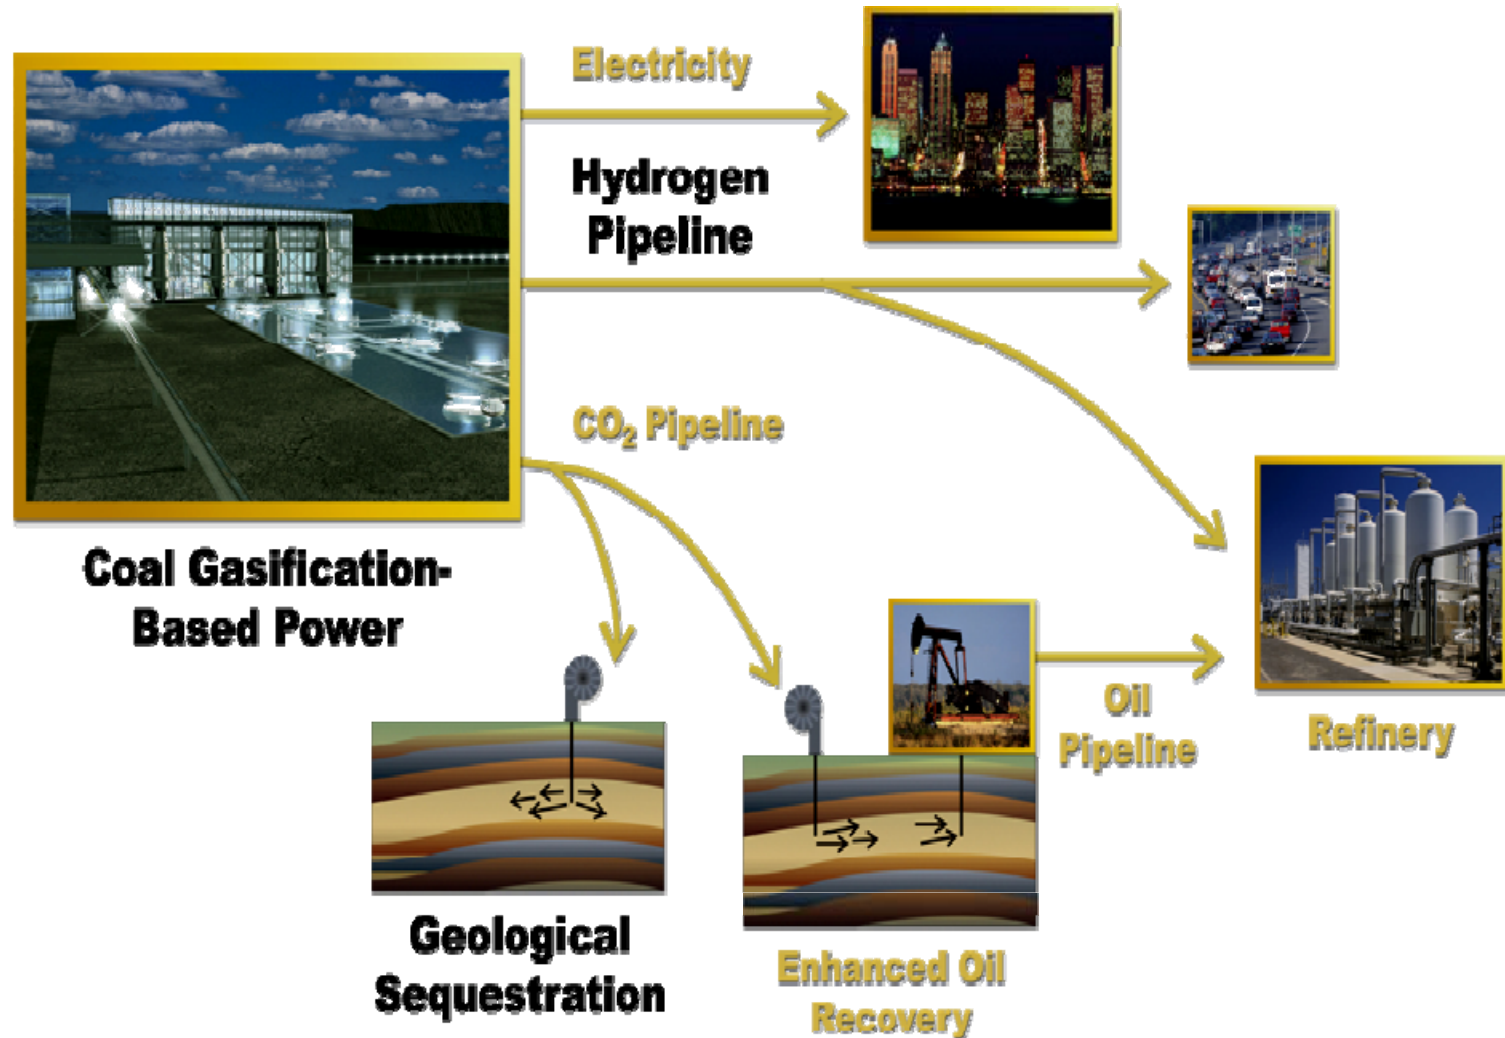 Electricity
Hydrogen
Pipeline
CO₂ Pipeline
Coal Gasification-
Based Power
Oil
Pipeline
Refinery
Geological
Sequestration
Enhanced Oil
Recovery